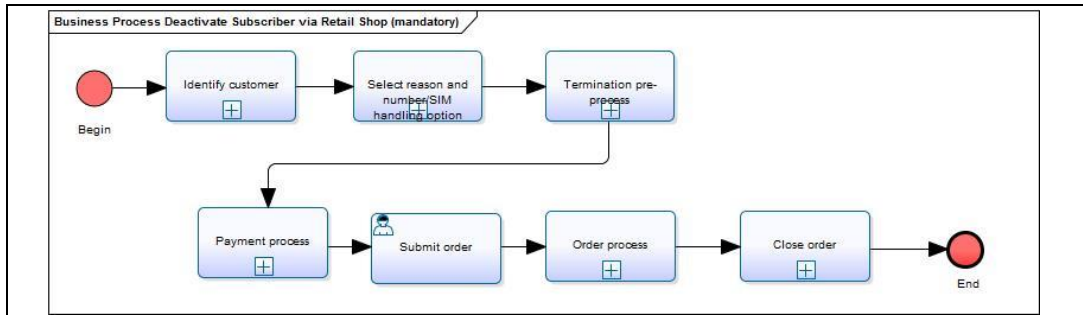 Business Process Deactivate Subscriber via Retail Shop (mandatory)
Identify customer
Select reason and
number/SIM
handling option
Termination pre-
process
Begin
Payment process
Submit order
Order process
Close order
End